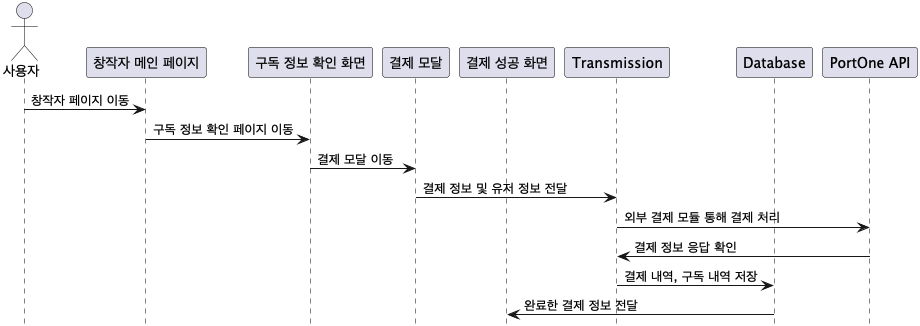 사용자
창작자 메인 페이지
구독 정보 확인 화면
결제 모달
결제 성공 화면
Transmission
Database
PortOne API
창작자 페이지 이동
구독 정보 확인 페이지 이동
결제 모달 이동
결제 정보 및 유저 정보 전달
외부 결제 모듈 통해 결제 처리
결제 정보 응답 확인
결제 내역, 구독 내역 저장
완료한 결제 정보 전달